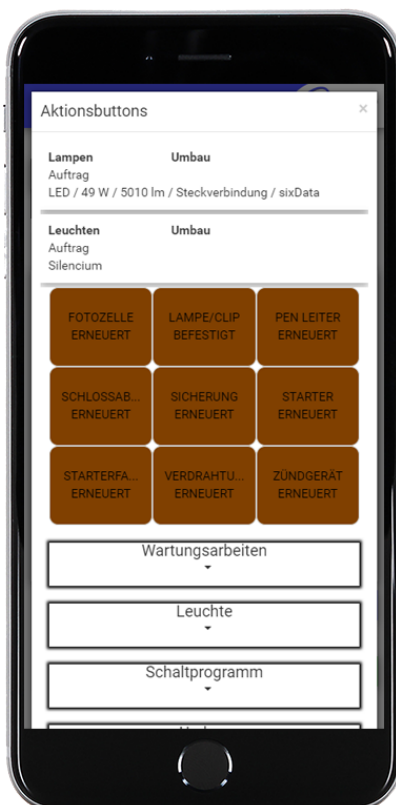 Aktionsbuttons ×
Lampen Umbau
Auftrag
LED / 49 W / 5010 lm / Steckverbindung / sixData
Leuchten Umbau
Auftrag
Silencium
FOTOZELLE LAMPE/CLIP PEN LEITER
ERNEUERT BEFESTIGT ERNEUERT
SCHLOSSAB... SICHERUNG STARTER
ERNEUERT ERNEUERT ERNEUERT
STARTERFA... VERDRAHTU... ZÜNDGERÄT
ERNEUERT ERNEUERT ERNEUERT
Wartungsarbeiten
Leuchte
Schaltprogramm